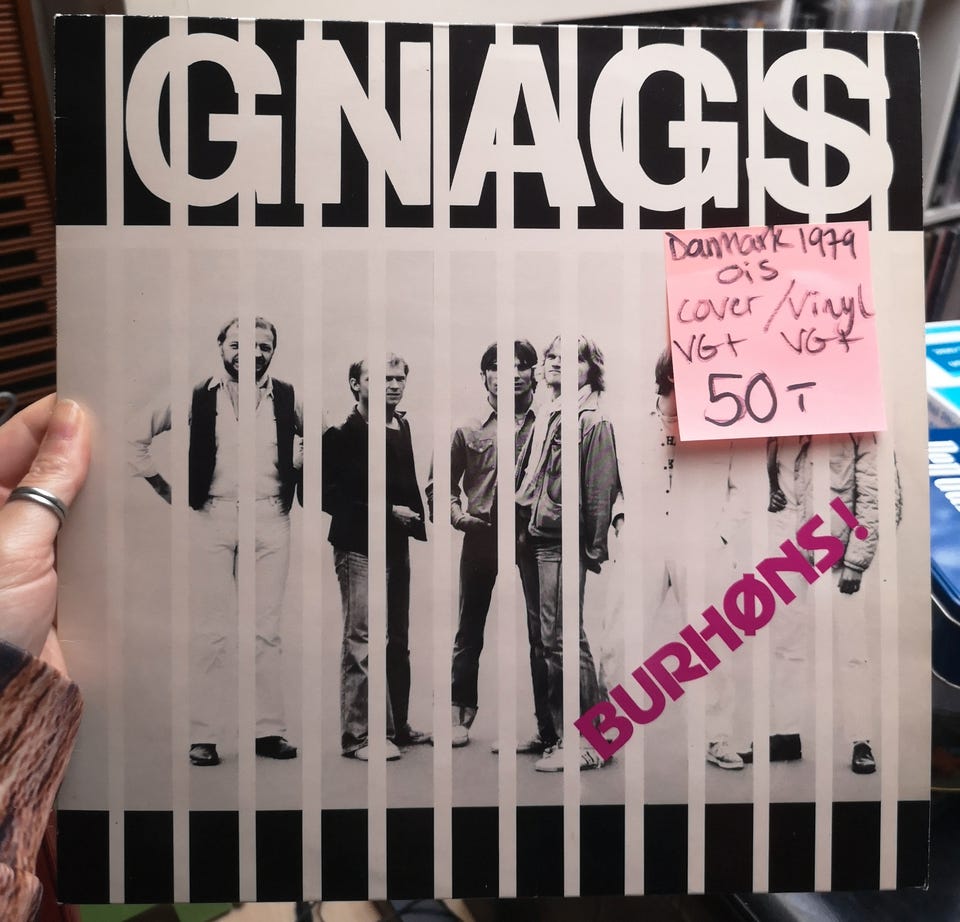 GNAGS
Danmark 1979
ois
cover/Vinyl
VG+ VG+
50-
BURHØNS!